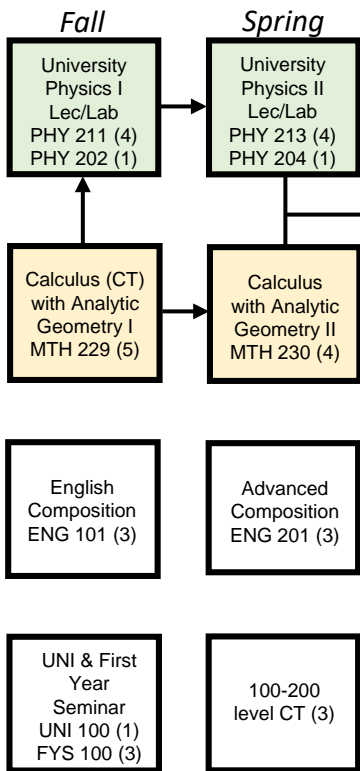 Fall
Spring
University
Physics I
Lec/Lab
PHY 211 (4)
PHY 202 (1)
University
Physics II
Lec/Lab
PHY 213 (4)
PHY 204 (1)
Calculus (CT)
with Analytic
Geometry I
MTH 229 (5)
Calculus
with Analytic
Geometry II
MTH 230 (4)
English
Composition
ENG 101 (3)
Advanced
Composition
ENG 201 (3)
UNI & First
Year
Seminar
UNI 100 (1)
FYS 100 (3)
100-200
level CT (3)